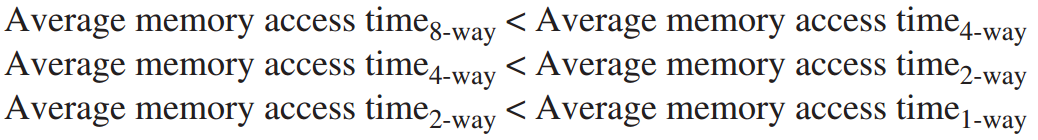 Average memory access time8-way < Average memory access time4-way
Average memory access time4-way < Average memory access time2-way
Average memory access time2-way < Average memory access time1-way